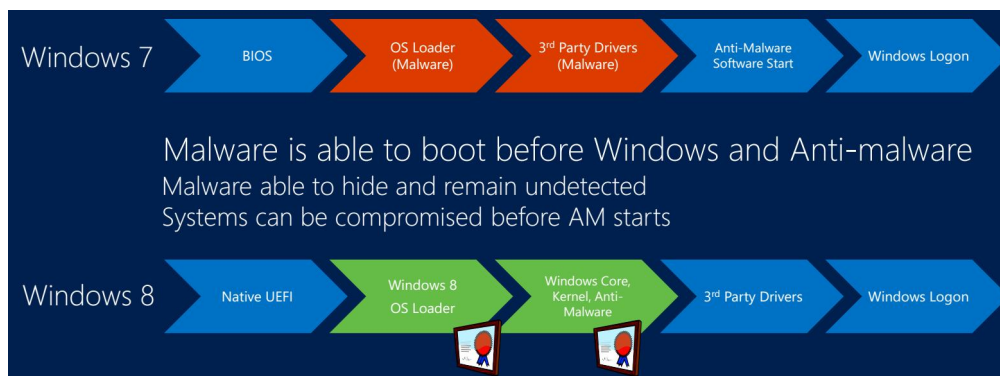 Windows 7
BIOS
OS Loader
(Malware)
3rd Party Drivers
(Malware)
Anti-Malware
Software Start
Windows Logon
Malware is able to boot before Windows and Anti-malware
Malware able to hide and remain undetected
Systems can be compromised before AM starts
Windows 8
Native UEFI
Windows 8
OS Loader
Windows Core,
Kernel, Anti-
Malware
3rd Party Drivers
Windows Logon